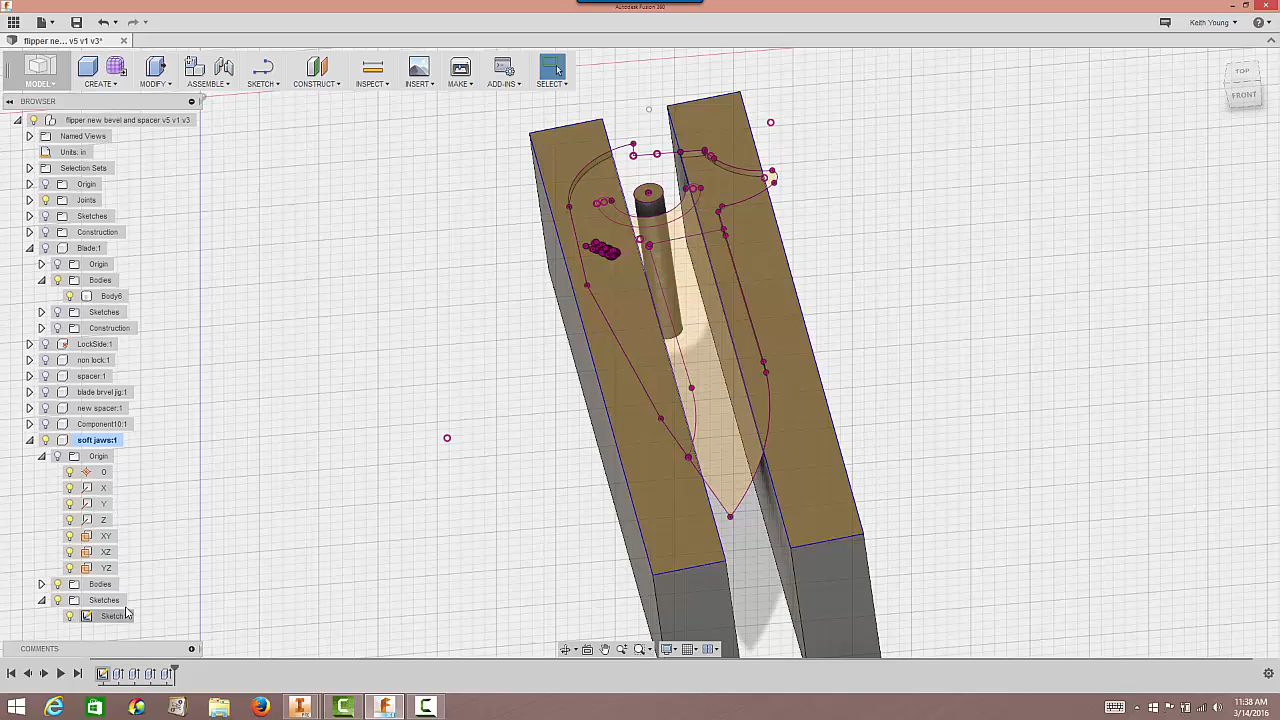 Autodesk Fusion 360
Keith Young
flipper ne... v5 v1 v3*
MODEL
CREATE
MODIFY
ASSEMBLE
SKETCH
CONSTRUCT
INSPECT
INSERT
MAKE
ADD-INS
SELECT
BROWSER
flipper new bevel and spacer v5 v1 v3
Named Views
Units: in
Selection Sets
Origin
Joints
Sketches
Construction
Blade:1
Origin
Bodies
Body6
Sketches
Construction
LockSide:1
non lock:1
spacer:1
blade brvel jig:1
new spacer:1
Component10:1
soft jaws:1
Origin
O
X
Y
Z
XY
XZ
YZ
Bodies
Sketches
Sketch
COMMENTS
TOP
FRONT
11:38 AM
3/14/2016